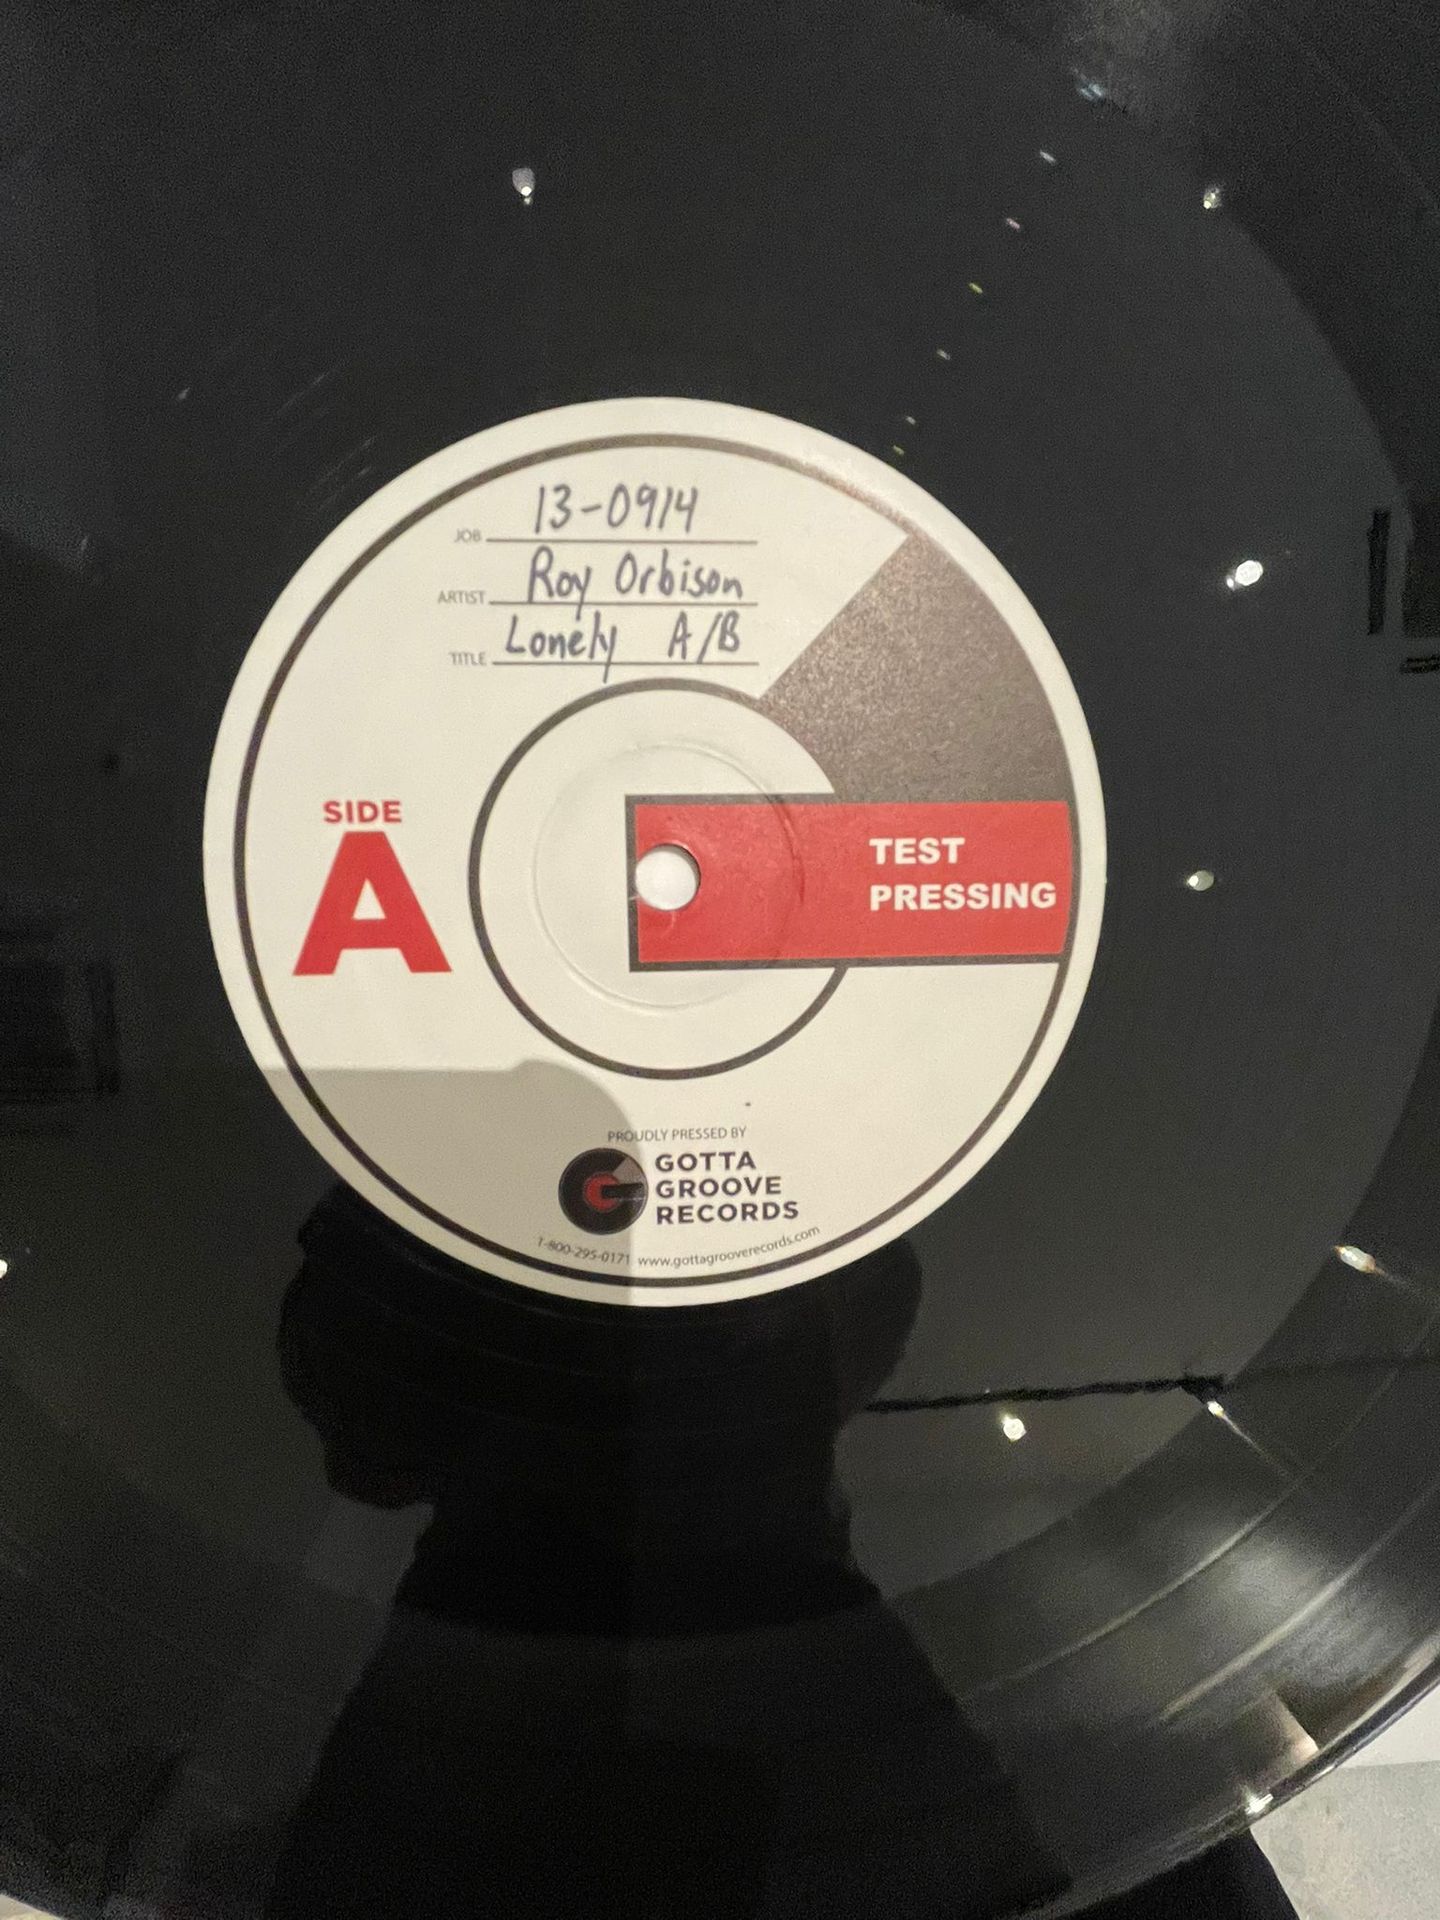 JOB 13-0914
ARTIST Roy Orbison
TITLE Lonely A/B
SIDE
A
TEST
PRESSING
PROUDLY PRESSED BY
GOTTA
GROOVE
RECORDS
1-800-295-0171 www.gottagrooverecords.com